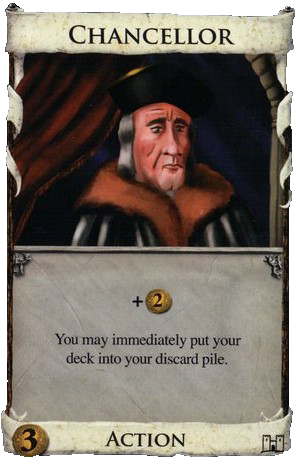 CHANCELLOR
+2
You may immediately put your
deck into your discard pile.
3 ACTION